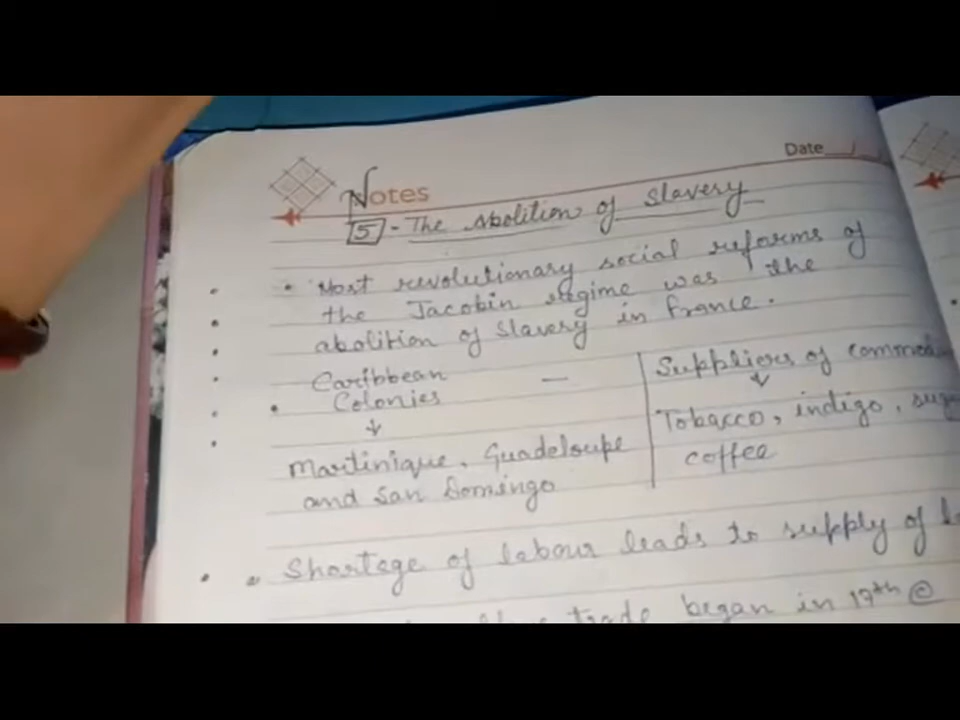 Notes
Date
5 - The Abolition of Slavery
• Most revolutionary social reforms of
the Jacobin regime was the
abolition of slavery in France.
Caribbean —
• Colonies
↓
Martinique, Guadeloupe
and San Domingo
Suppliers of commod
↓
Tobacco, indigo, suga
coffee
• Shortage of labour leads to supply of
trade began in 17th C